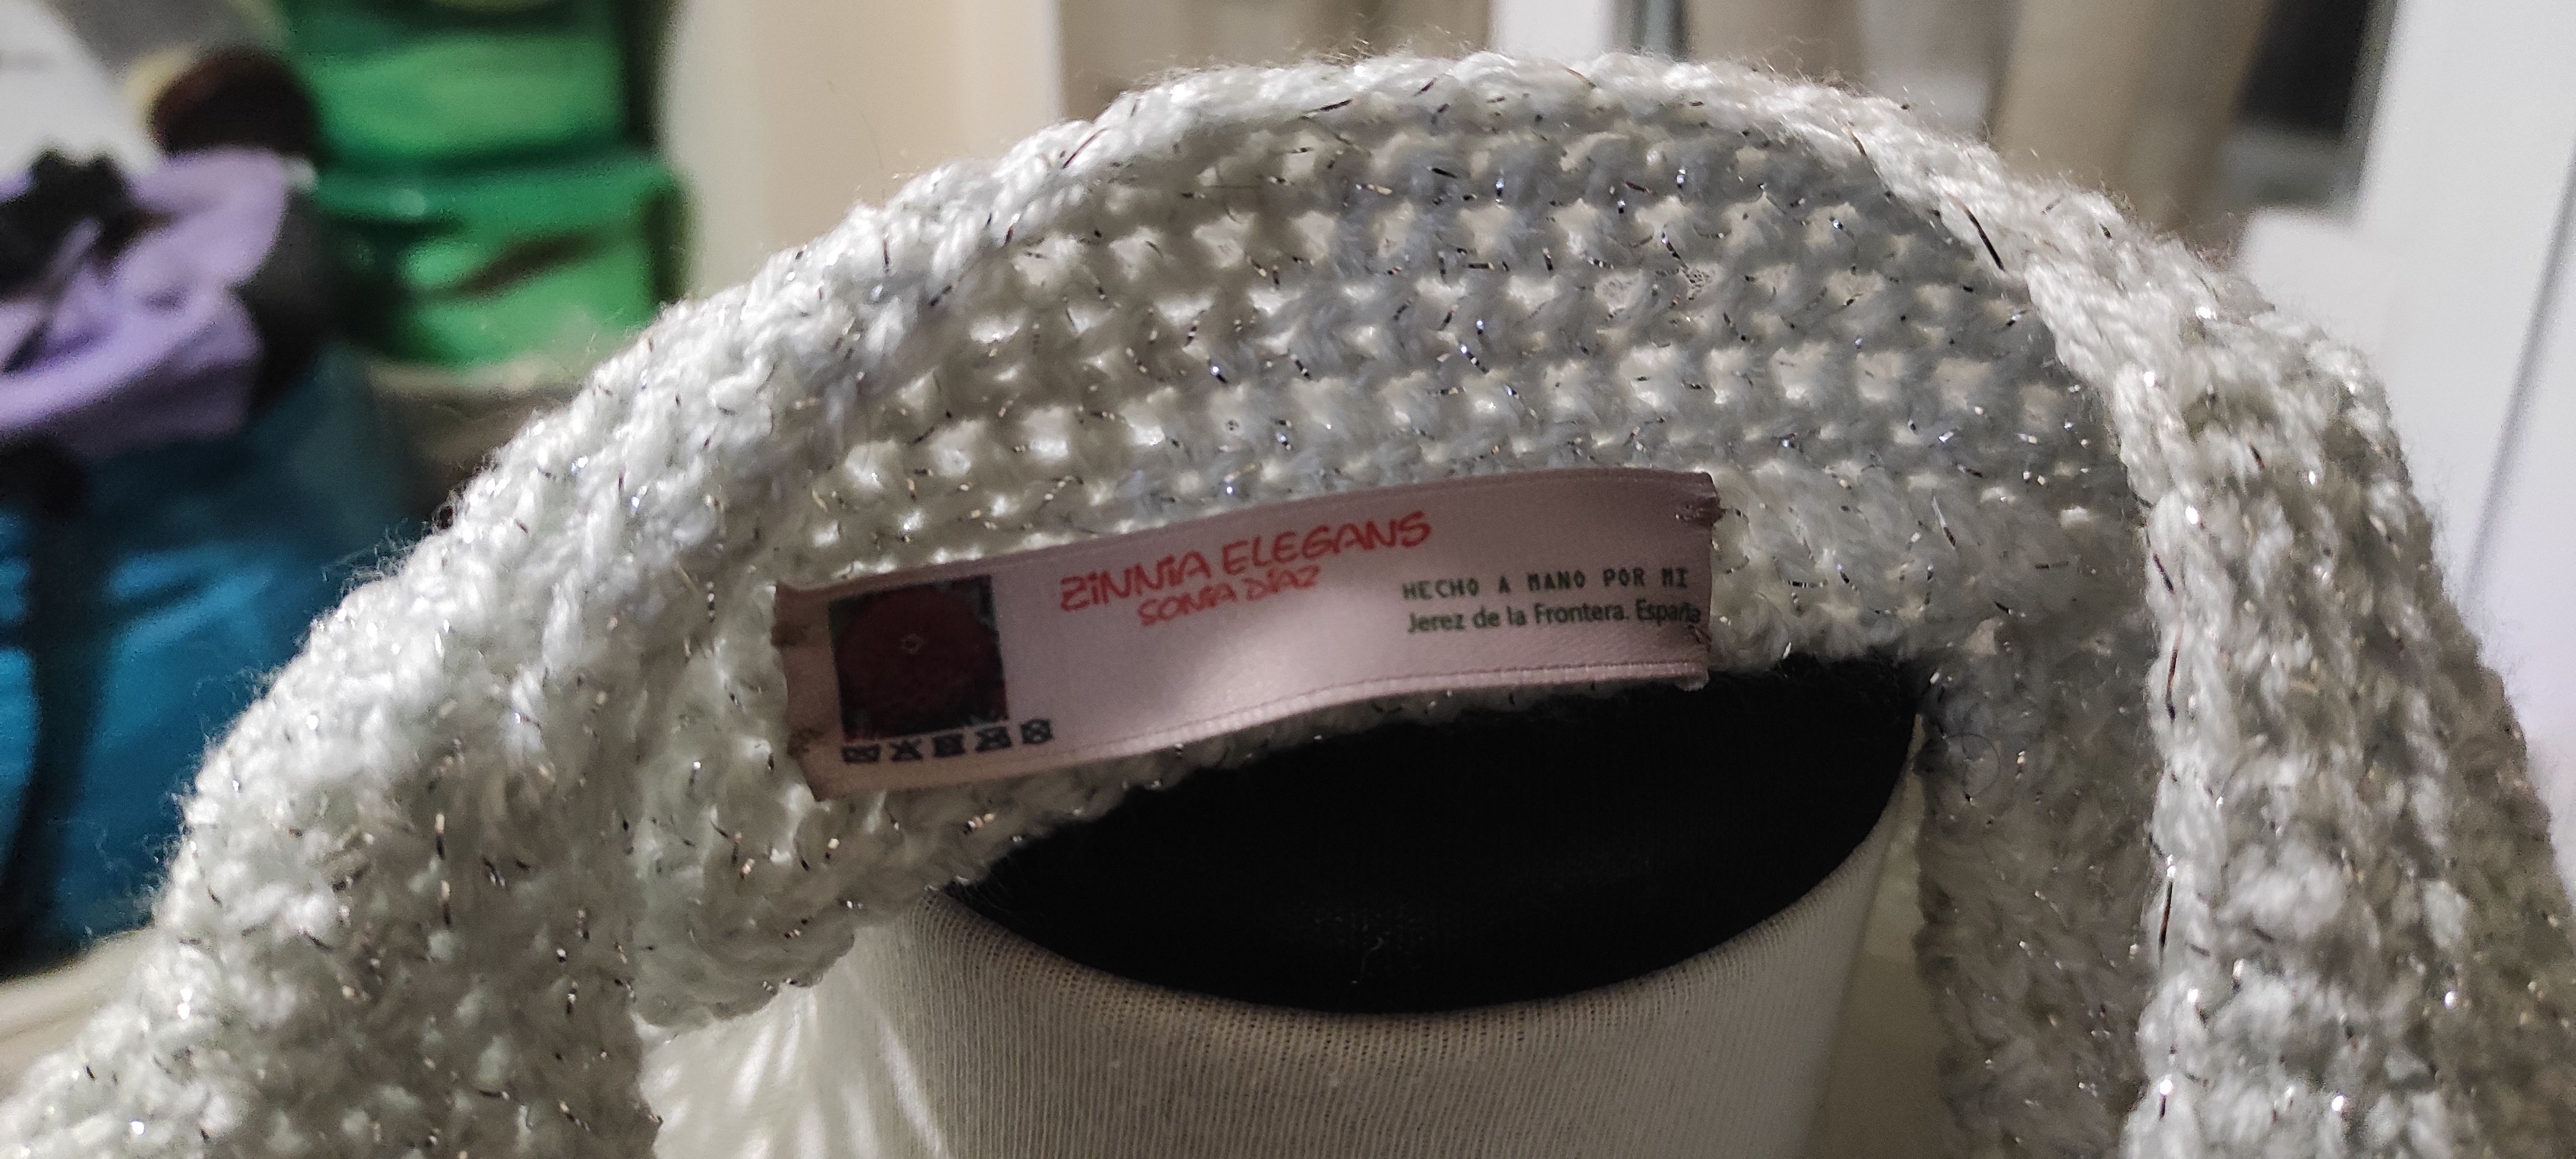 ZINNIA ELEGANS
SONIA DÍAZ
HECHO A MANO POR MI
Jerez de la Frontera. España